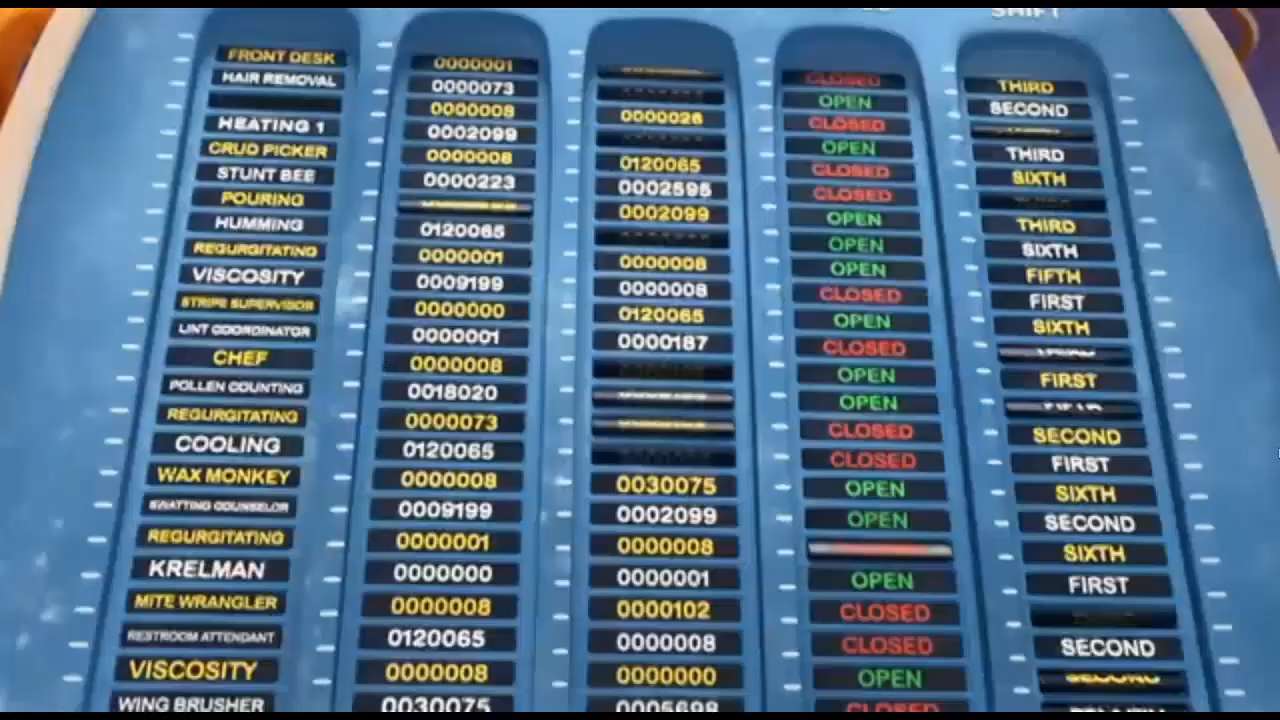 SHIFT
FRONT DESK 0000001 CLOSED THIRD
HAIR REMOVAL 0000073 OPEN SECOND
0000008 0000026 CLOSED
HEATING 1 0002099 OPEN THIRD
CRUD PICKER 0000008 0120065 CLOSED SIXTH
STUNT BEE 0000223 0002595 CLOSED
POURING 0002099 OPEN THIRD
HUMMING 0120065 OPEN SIXTH
REGURGITATING 0000001 0000008 OPEN FIFTH
VISCOSITY 0009199 0000008 CLOSED FIRST
STRIPE SUPERVISOR 0000000 0120065 OPEN SIXTH
LINT COORDINATOR 0000001 0000187 CLOSED
CHEF 0000008 OPEN FIRST
POLLEN COUNTING 0018020 OPEN
REGURGITATING 0000073 CLOSED SECOND
COOLING 0120065 CLOSED FIRST
WAX MONKEY 0000008 0030075 OPEN SIXTH
SWATTING COUNSELOR 0009199 0002099 OPEN SECOND
REGURGITATING 0000001 0000008 SIXTH
KRELMAN 0000000 0000001 OPEN FIRST
MITE WRANGLER 0000008 0000102 CLOSED
RESTROOM ATTENDANT 0120065 0000008 CLOSED SECOND
VISCOSITY 0000008 0000000 OPEN SECOND
WING BRUSHER 0030075 0005698 CLOSED